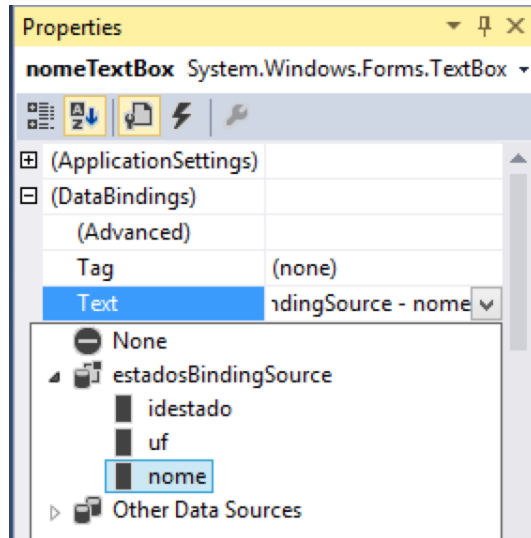 Properties
nomeTextBox System.Windows.Forms.TextBox
(ApplicationSettings)
(DataBindings)
(Advanced)
Tag (none)
Text ndingSource - nome
None
estadosBindingSource
idestado
uf
nome
Other Data Sources